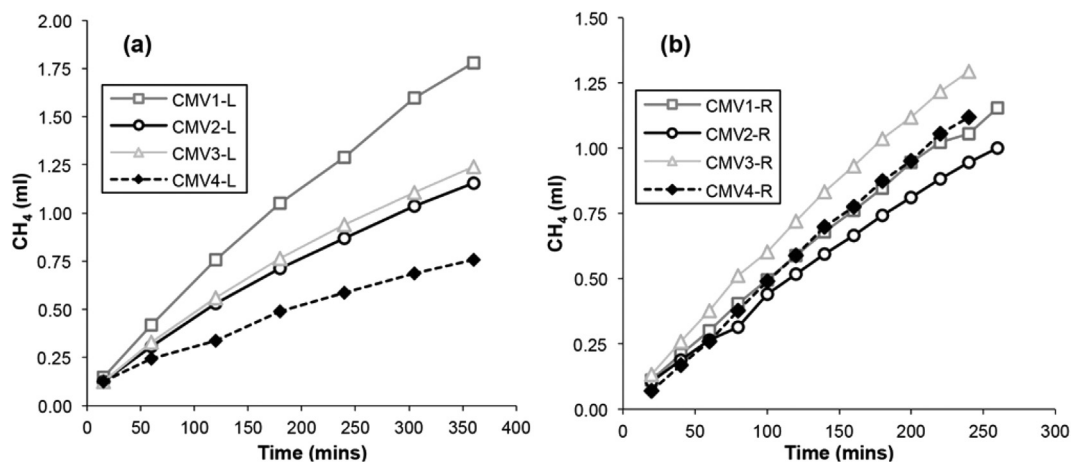 (a)
CH4 (ml)
2.00
1.75
1.50
1.25
1.00
0.75
0.50
0.25
0.00
CMV1-L
CMV2-L
CMV3-L
CMV4-L
0 50 100 150 200 250 300 350 400
Time (mins)
(b)
CH4 (ml)
1.50
1.25
1.00
0.75
0.50
0.25
0.00
CMV1-R
CMV2-R
CMV3-R
CMV4-R
0 50 100 150 200 250 300
Time (mins)